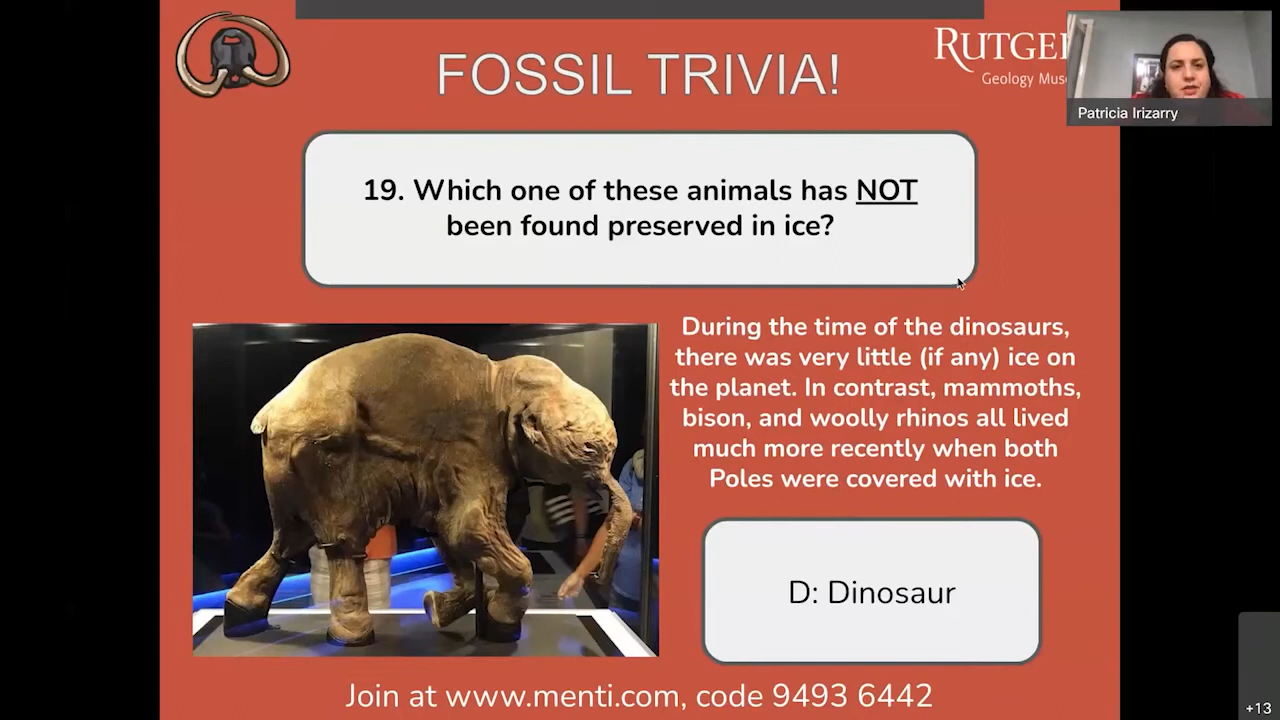 FOSSIL TRIVIA!
Geology
Patricia Irizarry
19. Which one of these animals has NOT
been found preserved in ice?
During the time of the dinosaurs,
there was very little (if any) ice on
the planet. In contrast, mammoths,
bison, and woolly rhinos all lived
much more recently when both
Poles were covered with ice.
D: Dinosaur
Join at www.menti.com, code 9493 6442
+13